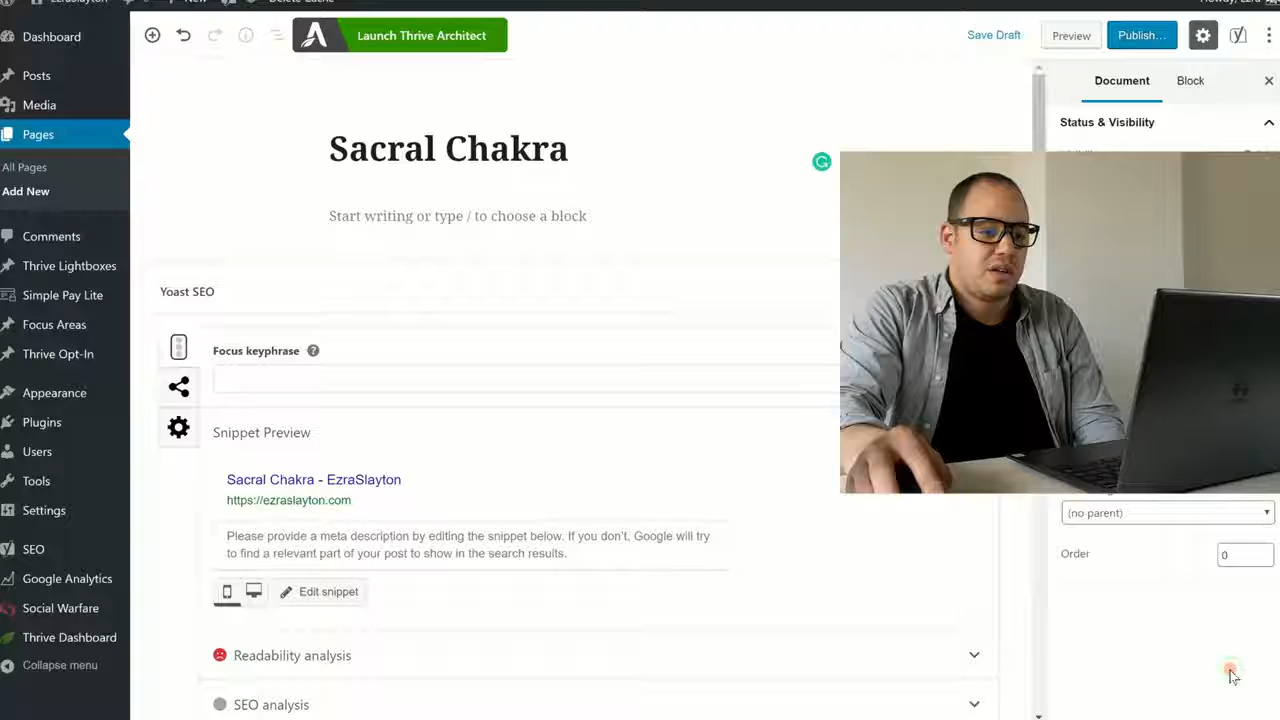 Delete Cache
Launch Thrive Architect
Save Draft
Preview
Publish...
Dashboard
Posts
Media
Pages
All Pages
Add New
Comments
Thrive Lightboxes
Simple Pay Lite
Focus Areas
Thrive Opt-In
Appearance
Plugins
Users
Tools
Settings
SEO
Google Analytics
Social Warfare
Thrive Dashboard
Collapse menu
Sacral Chakra
Start writing or type / to choose a block
Yoast SEO
Focus keyphrase
Snippet Preview
Sacral Chakra - EzraSlayton
https://ezraslayton.com
Please provide a meta description by editing the snippet below. If you don't, Google will try
to find a relevant part of your post to show in the search results.
Edit snippet
Readability analysis
SEO analysis
Document
Block
Status & Visibility
(no parent)
Order
0